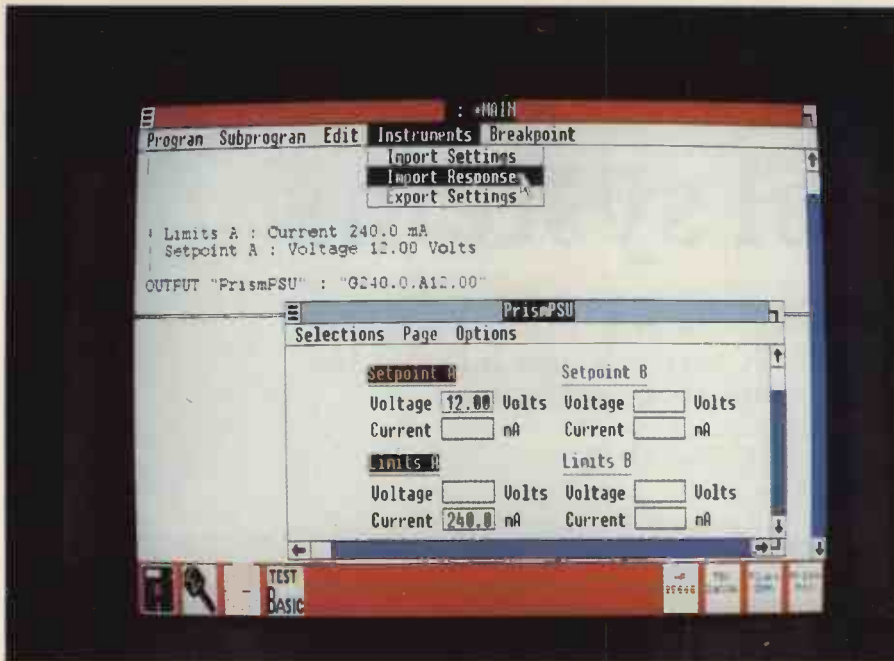 : *MAIN
Program Subprogram Edit Instruments Breakpoint
Import Settings
Import Response
Export Settings
! Limits A : Current 240.0 mA
! Setpoint A : Voltage 12.00 Volts
OUTPUT "PrismPSU" : "G240.0.A12.00"
PrismPSU
Selections Page Options
Setpoint A Setpoint B
Voltage 12.00 Volts Voltage Volts
Current mA Current mA
Limits A Limits B
Voltage Volts Voltage Volts
Current 240.0 mA Current mA
TEST
BASIC